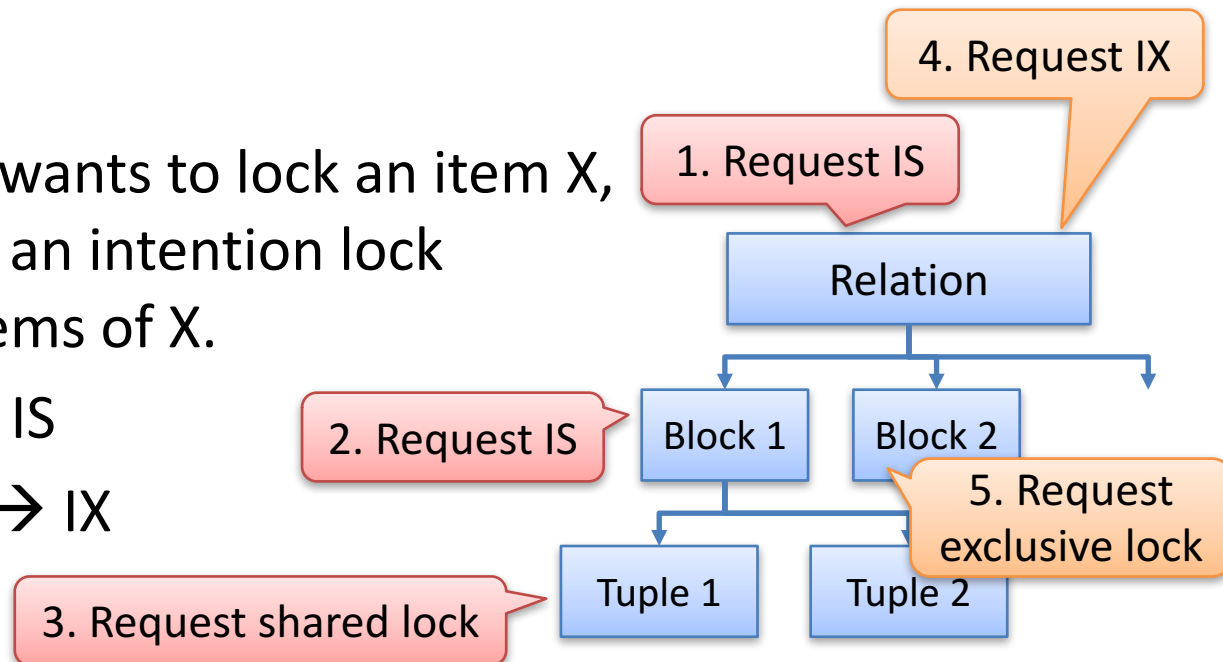 4. Request IX
1. Request IS
wants to lock an item X,
an intention lock
ems of X.
IS
→ IX
Relation
2. Request IS
Block 1
Block 2
5. Request
exclusive lock
3. Request shared lock
Tuple 1
Tuple 2